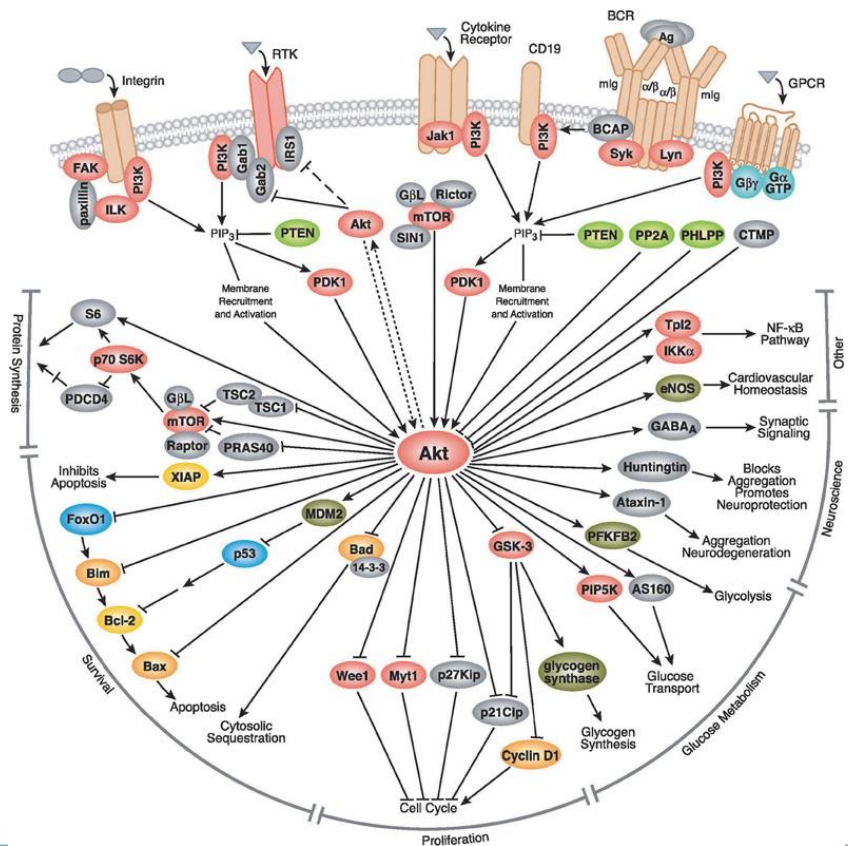 Integrin
RTK
Cytokine
Receptor
CD19
BCR
Ag
mIg
α/β
α/β
mIg
GPCR
FAK
PI3K
paxillin
ILK
PI3K
Gab1
Gab2
IRS1
Jak1
PI3K
PI3K
BCAP
Syk
Lyn
PI3K
Gβγ
Gα
GTP
PIP3
PTEN
Akt
GβL
Rictor
mTOR
SIN1
PIP3
PTEN
PP2A
PHLPP
CTMP
PDK1
Membrane
Recruitment
and Activation
PDK1
Membrane
Recruitment
and Activation
Protein Synthesis
S6
p70 S6K
PDCD4
GβL
mTOR
Raptor
TSC2
TSC1
PRAS40
Akt
Tpl2
IKKα
NF-κB
Pathway
eNOS
Cardiovascular
Homeostasis
Other
GABAA
Synaptic
Signaling
Huntingtin
Blocks
Aggregation
Promotes
Neuroprotection
Ataxin-1
Aggregation
Neurodegeneration
Neuroscience
Inhibits
Apoptosis
XIAP
FoxO1
MDM2
p53
Bad
14-3-3
Bim
Bcl-2
Bax
Apoptosis
Cytosolic
Sequestration
Survival
GSK-3
PFKFB2
Glycolysis
PIP5K
AS160
Glucose
Transport
glycogen
synthase
Glycogen
Synthesis
Glucose Metabolism
Wee1
Myt1
p27Kip
p21Cip
Cyclin D1
Cell Cycle
Proliferation